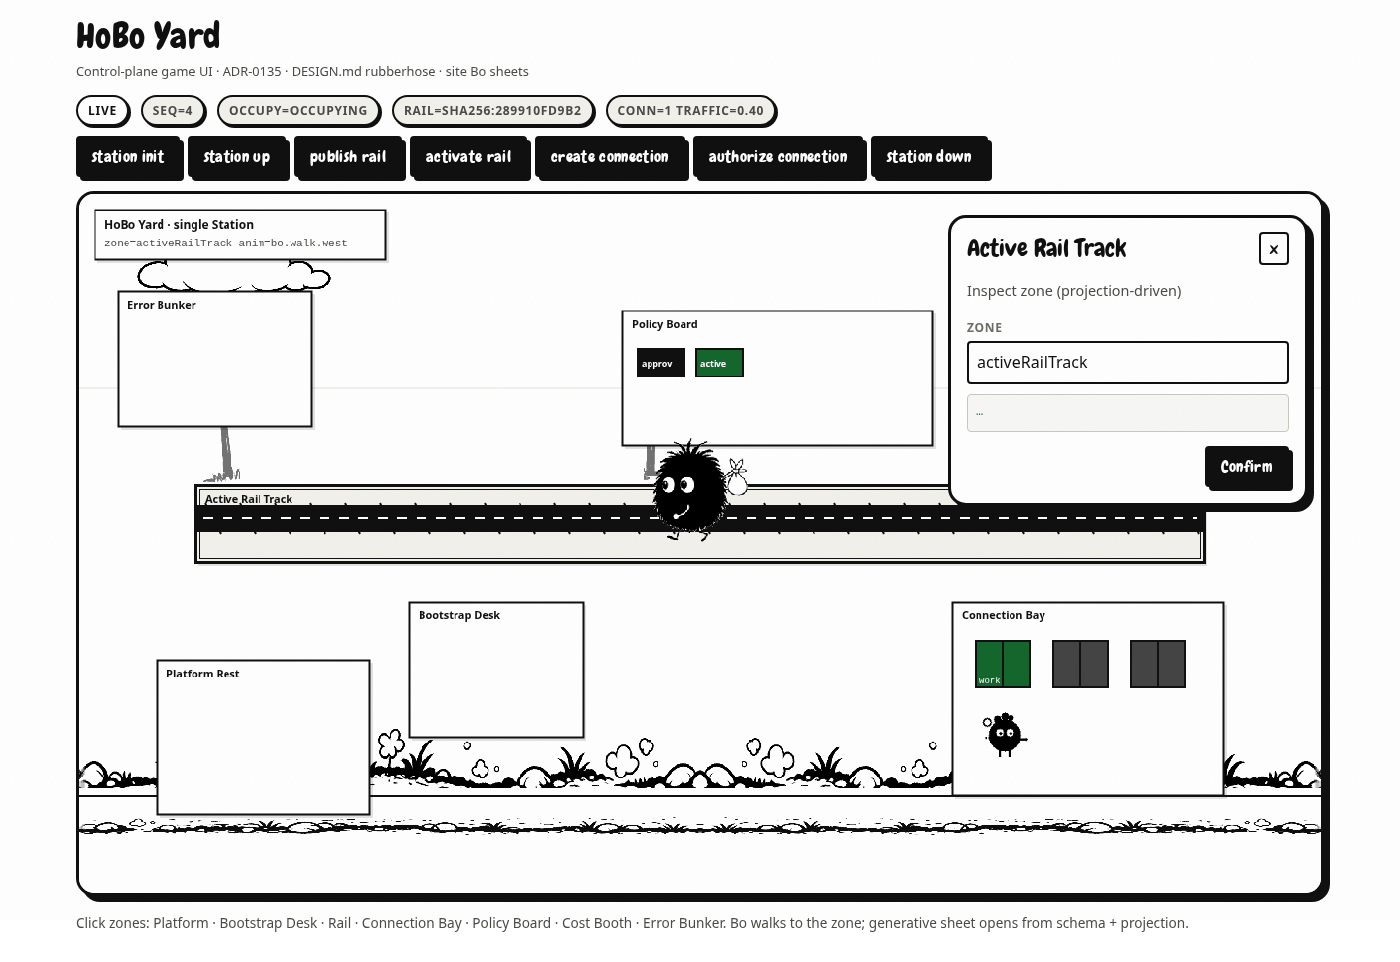 HoBo Yard
Control-plane game UI · ADR-0135 · DESIGN.md rubberhose · site Bo sheets
LIVE
SEQ=4
OCCUPY=OCCUPYING
RAIL=SHA256:289910FD9B2
CONN=1 TRAFFIC=0.40
station init
station up
publish rail
activate rail
create connection
authorize connection
station down
HoBo Yard · single Station
zone=activeRailTrack anim=bo.walk.west
Error Bunker
Policy Board
approv
active
Active Rail Track
x
Inspect zone (projection-driven)
ZONE
activeRailTrack
…
Confirm
Active Rail Track
Bootstrap Desk
Connection Bay
work
Platform Rest
Click zones: Platform · Bootstrap Desk · Rail · Connection Bay · Policy Board · Cost Booth · Error Bunker. Bo walks to the zone; generative sheet opens from schema + projection.